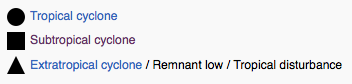 Tropical cyclone
Subtropical cyclone
Extratropical cyclone / Remnant low / Tropical disturbance